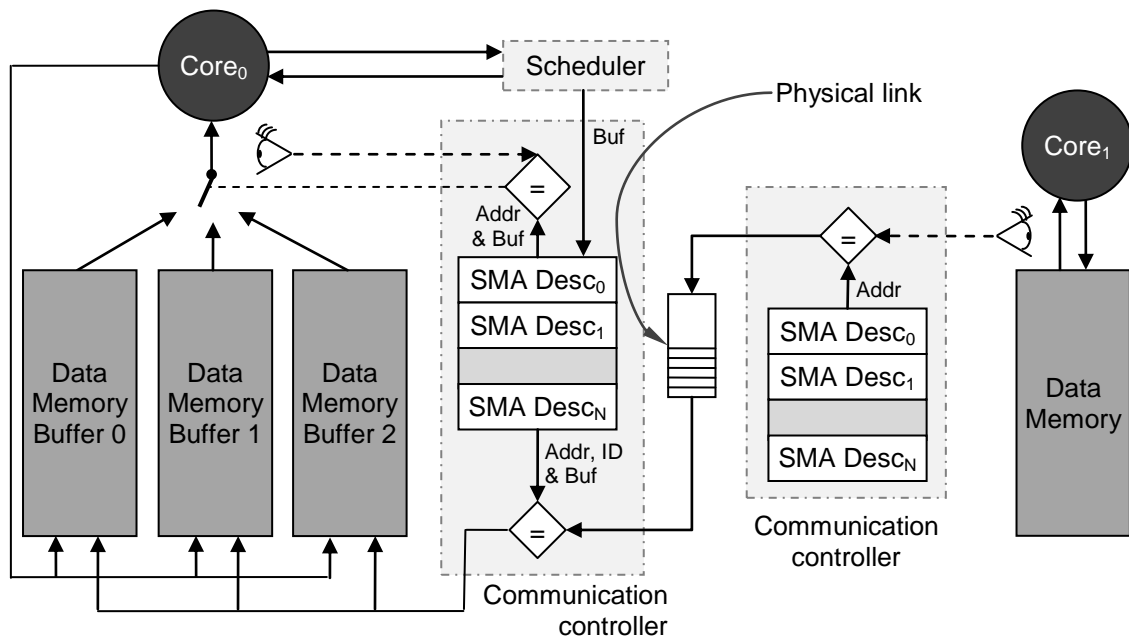 Core₀
Scheduler
Physical link
Core₁
Buf
=
Addr
& Buf
=
Addr
SMA Desc₀
SMA Desc₁
SMA Desc_N
SMA Desc₀
SMA Desc₁
SMA Desc_N
Data
Memory
Buffer 0
Data
Memory
Buffer 1
Data
Memory
Buffer 2
Data
Memory
Addr, ID
& Buf
=
Communication
controller
Communication
controller